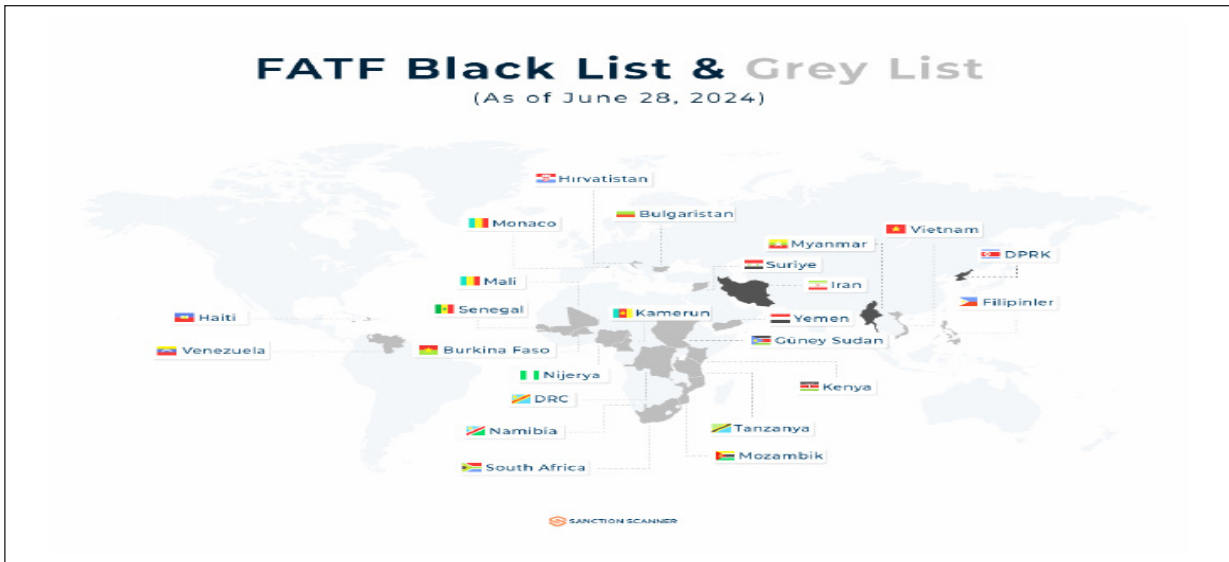 FATF Black List & Grey List
(As of June 28, 2024)
Hırvatistan
Monaco
Bulgaristan
Myanmar
Vietnam
Suriye
DPRK
Mali
Iran
Filipinler
Senegal
Kamerun
Yemen
Haiti
Güney Sudan
Venezuela
Burkina Faso
Nijerya
Kenya
DRC
Namibia
Tanzanya
Mozambik
South Africa
SANCTION SCANNER